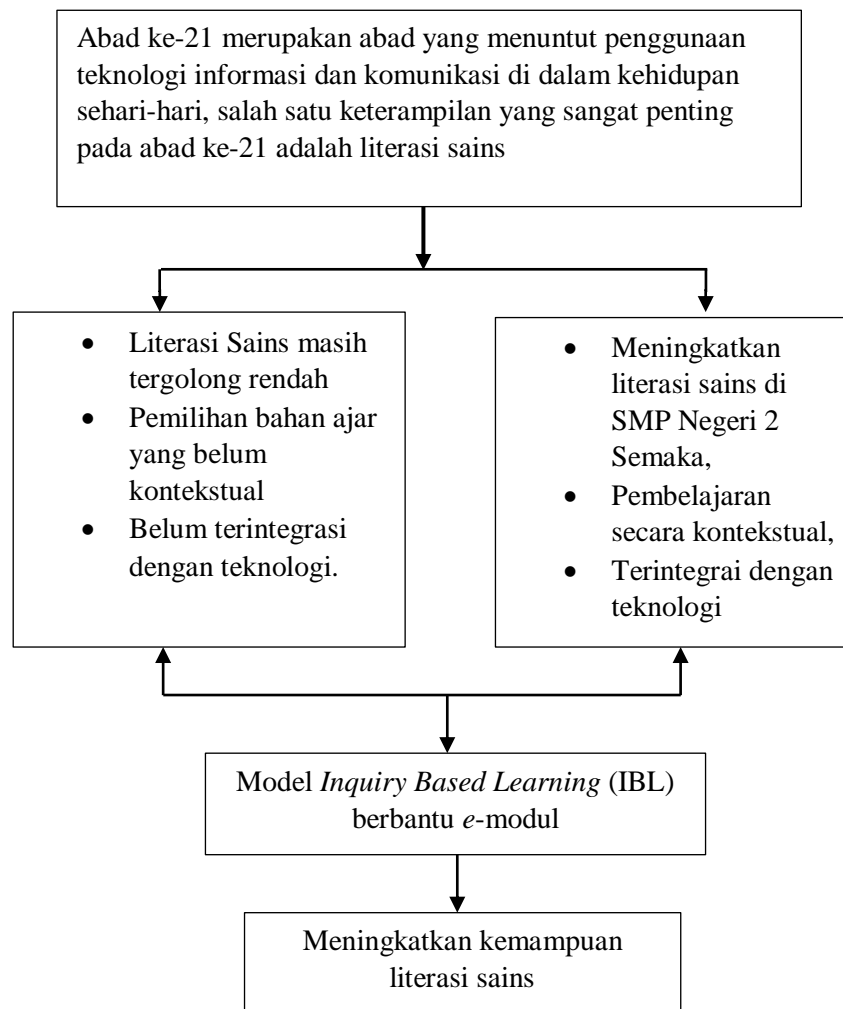 Abad ke-21 merupakan abad yang menuntut penggunaan
teknologi informasi dan komunikasi di dalam kehidupan
sehari-hari, salah satu keterampilan yang sangat penting
pada abad ke-21 adalah literasi sains
• Literasi Sains masih
tergolong rendah
• Pemilihan bahan ajar
yang belum
kontekstual
• Belum terintegrasi
dengan teknologi.
• Meningkatkan
literasi sains di
SMP Negeri 2
Semaka,
• Pembelajaran
secara kontekstual,
• Terintegrai dengan
teknologi
Model Inquiry Based Learning (IBL)
berbantu e-modul
Meningkatkan kemampuan
literasi sains